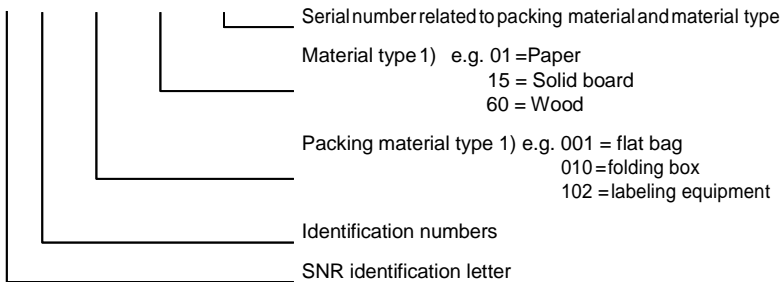 Serial number related to packing material and material type
Material type 1) e.g. 01 =Paper
15 = Solid board
60 = Wood
Packing material type 1) e.g. 001 = flat bag
010 =folding box
102 =labeling equipment
Identification numbers
SNR identification letter